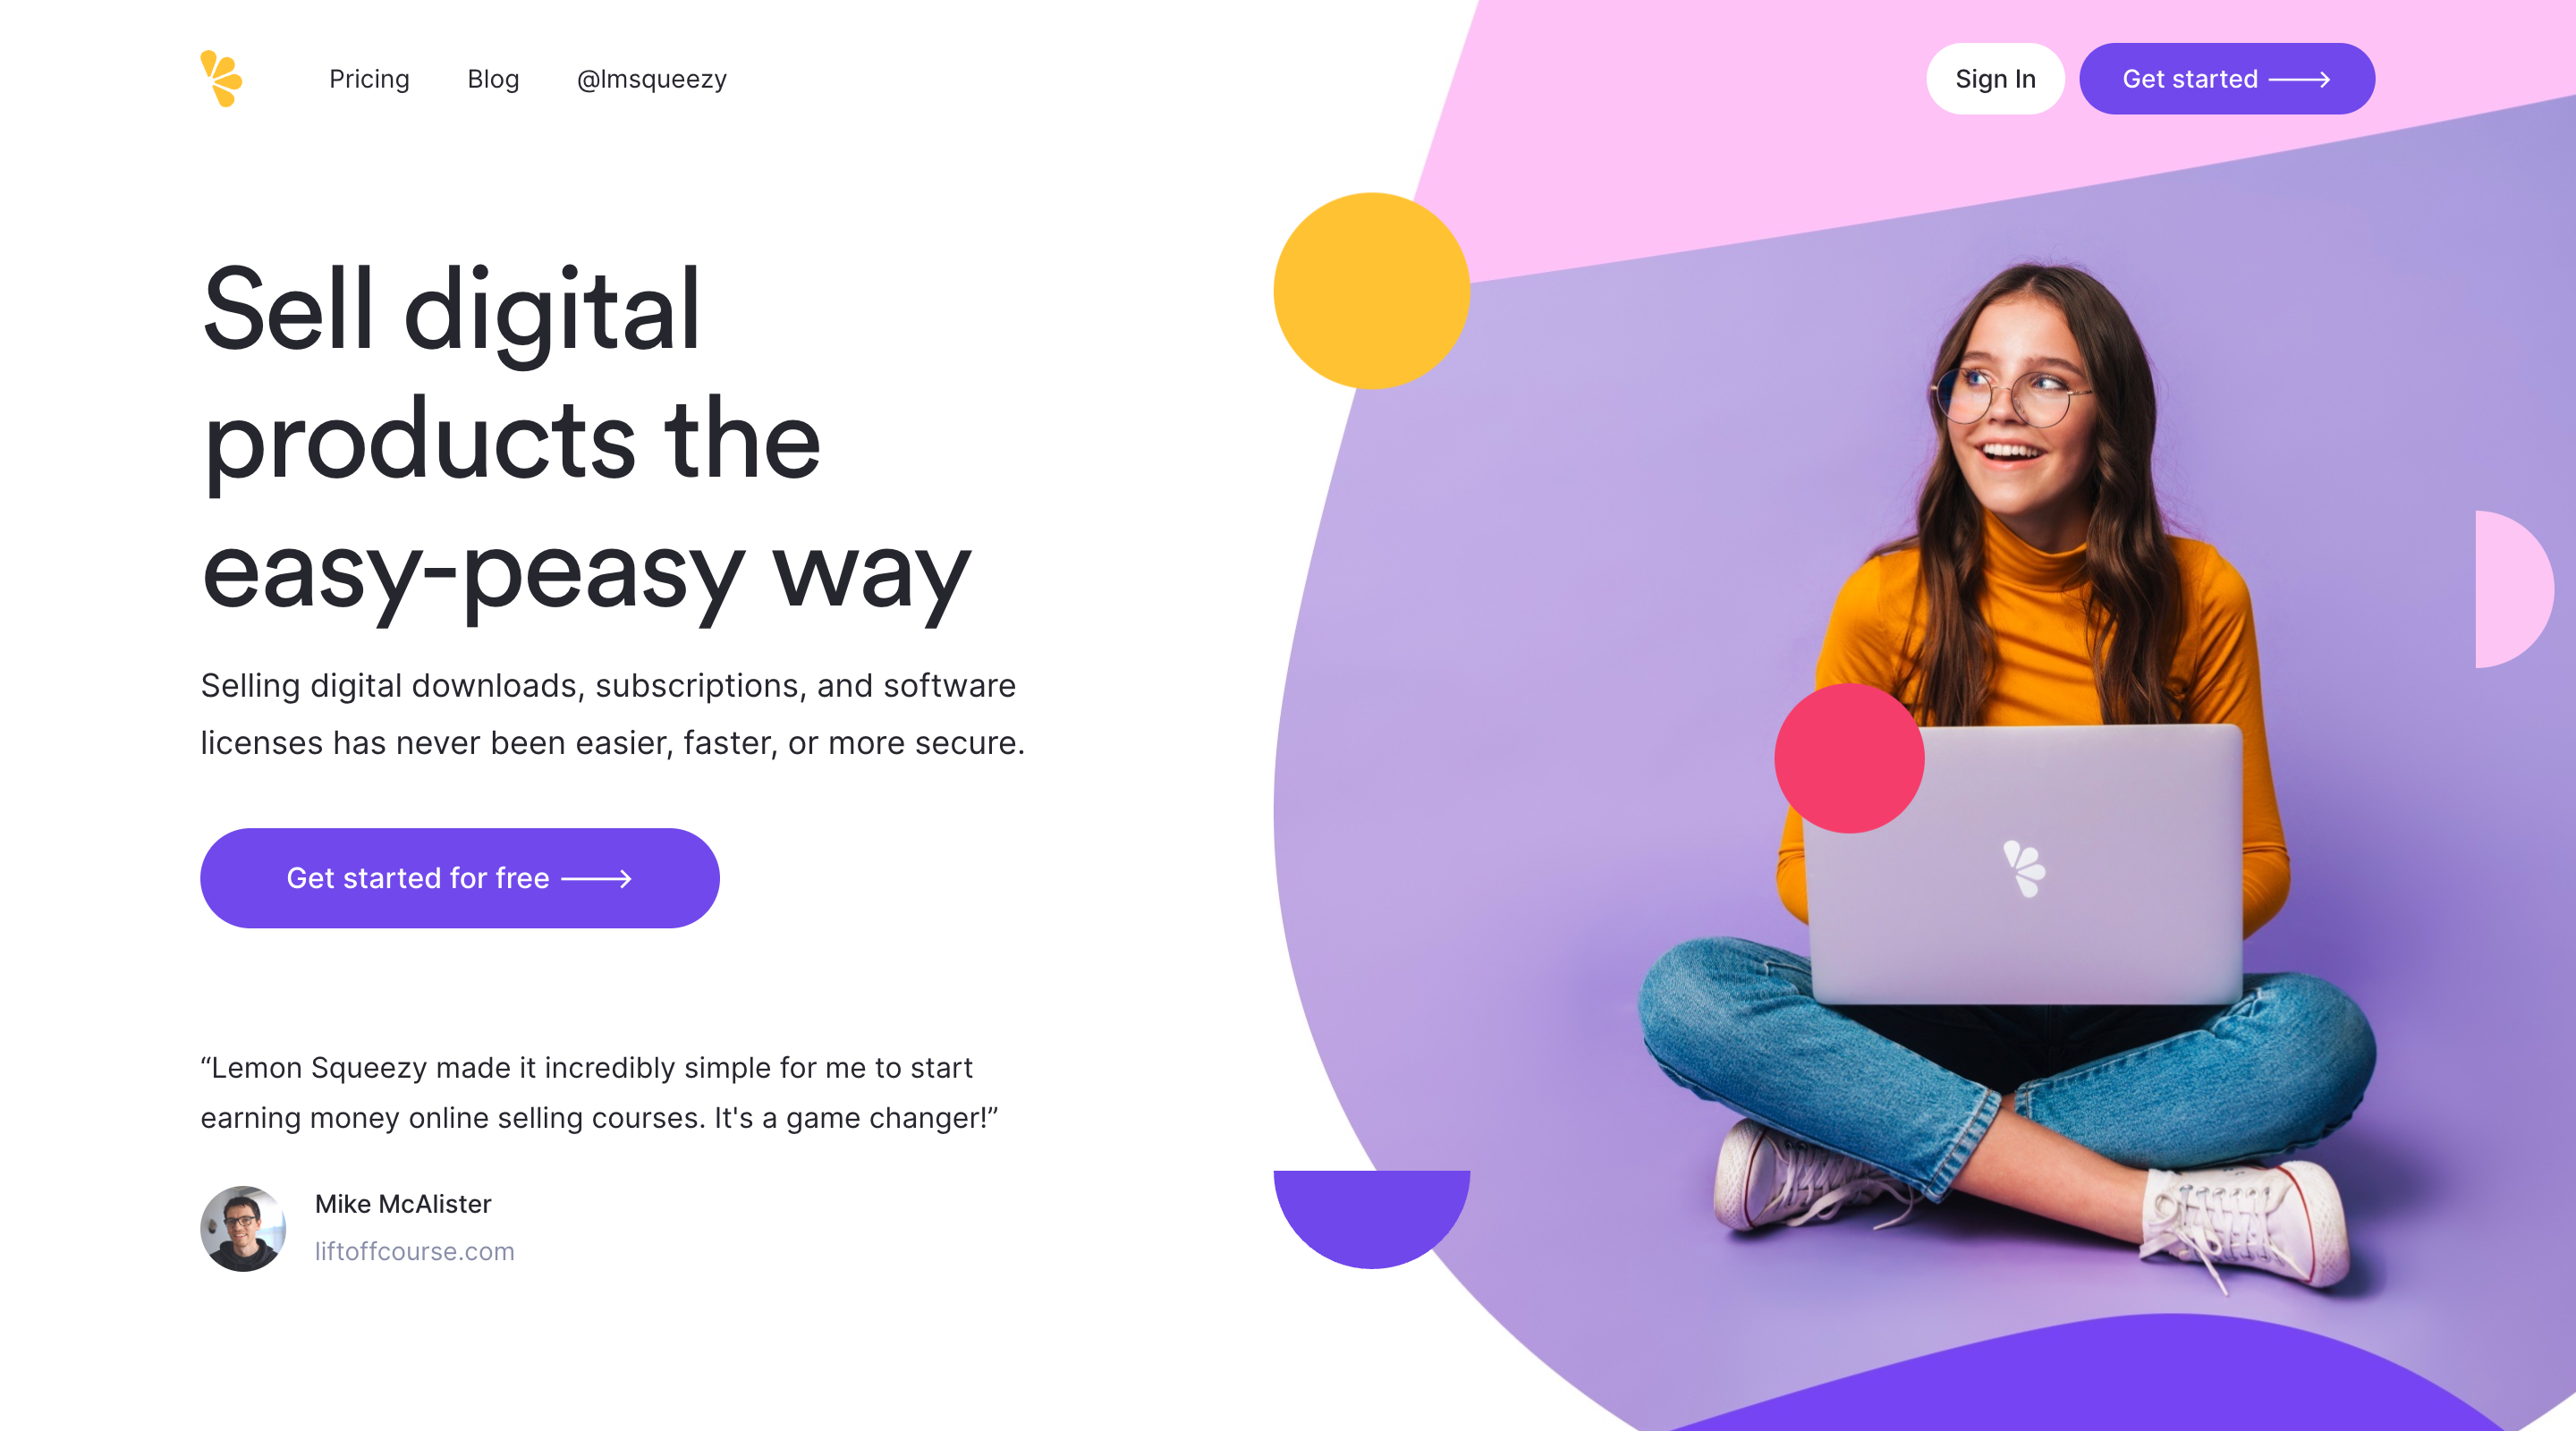 Pricing
Blog
@lmsqueezy
Sign In
Get started
Sell digital
products the
easy-peasy way
Selling digital downloads, subscriptions, and software
licenses has never been easier, faster, or more secure.
Get started for free
“Lemon Squeezy made it incredibly simple for me to start
earning money online selling courses. It's a game changer!”
Mike McAlister
liftoffcourse.com